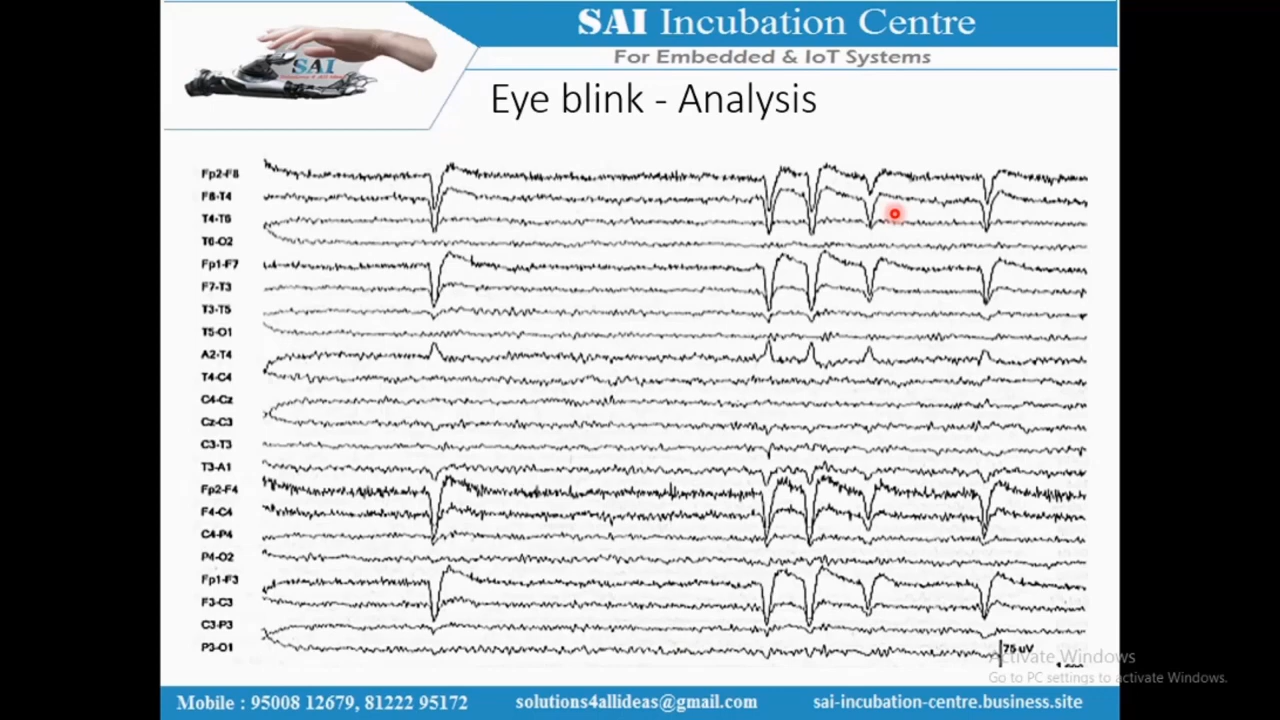 SAI Incubation Centre
For Embedded & IoT Systems
SAI
Eye blink - Analysis
Fp2-F8
F8-T4
T4-T6
T6-O2
Fp1-F7
F7-T3
T3-T5
T5-O1
A2-T4
T4-C4
C4-Cz
Cz-C3
C3-T3
T3-A1
Fp2-F4
F4-C4
C4-P4
P4-O2
Fp1-F3
F3-C3
C3-P3
P3-O1
75 uV
Activate Windows
Go to PC settings to activate Windows.
Mobile : 95008 12679, 81222 95172
solutions4allideas@gmail.com
sai-incubation-centre.business.site